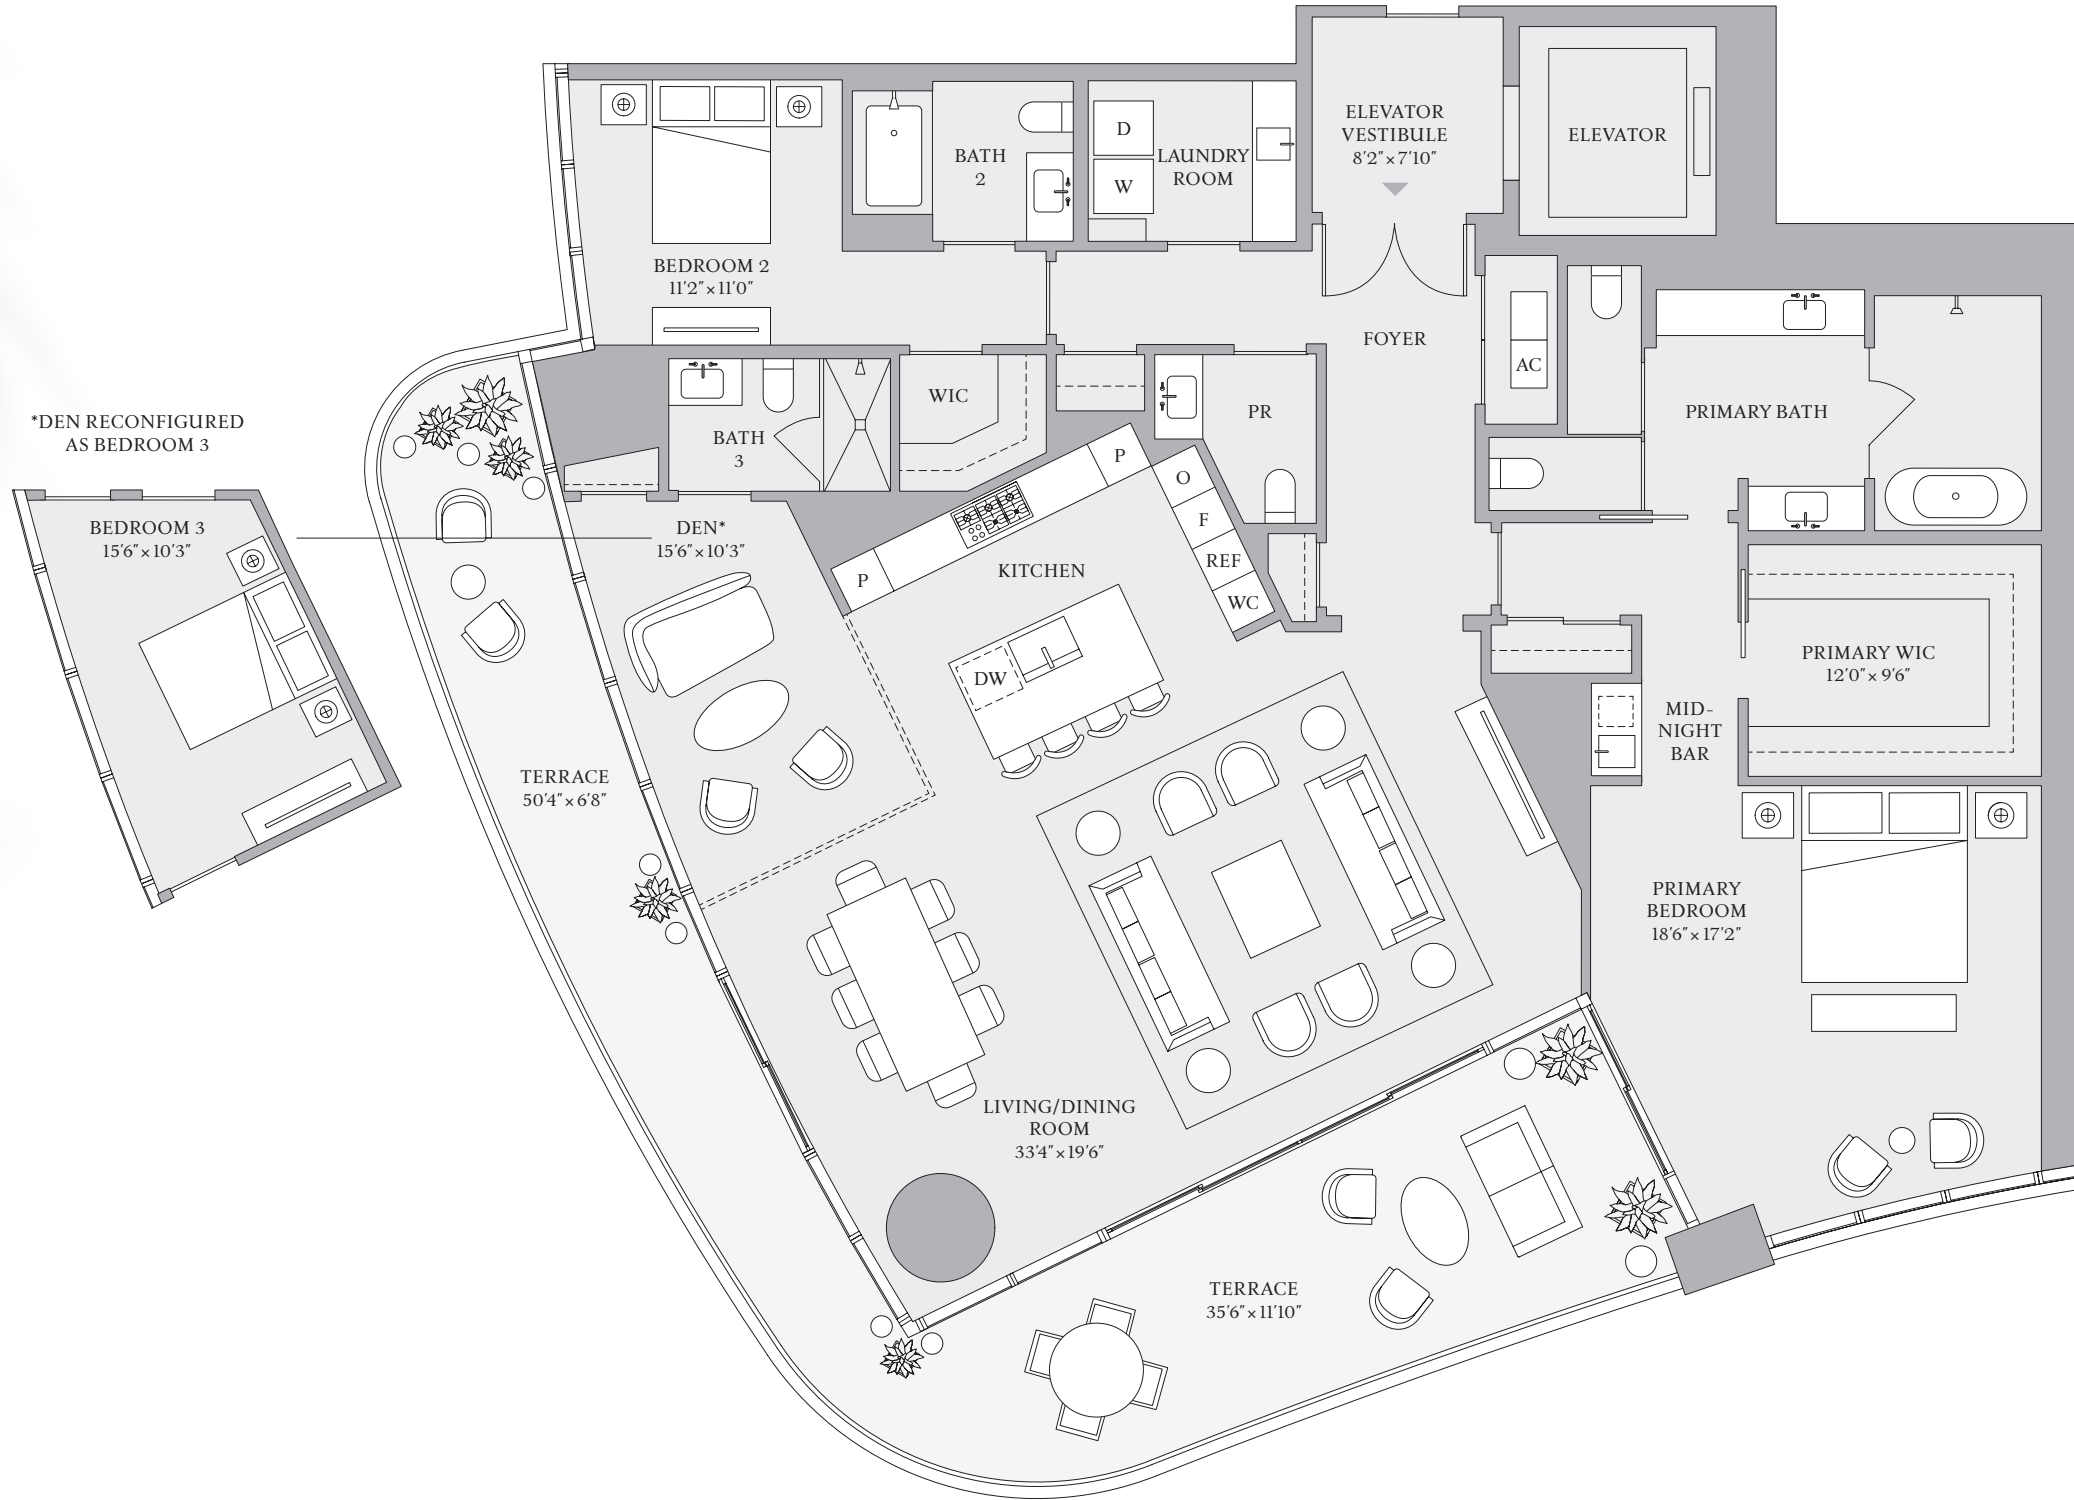 ELEVATOR
VESTIBULE
8'2" × 7'10"
ELEVATOR
D
W
LAUNDRY
ROOM
BATH
2
BEDROOM 2
11'2" × 11'0"
FOYER
AC
PRIMARY BATH
WIC
PR
BATH
3
*DEN RECONFIGURED
AS BEDROOM 3
BEDROOM 3
15'6" × 10'3"
DEN*
15'6" × 10'3"
P
O
F
REF
WC
P
KITCHEN
DW
PRIMARY WIC
12'0" × 9'6"
MID-
NIGHT
BAR
TERRACE
50'4" × 6'8"
PRIMARY
BEDROOM
18'6" × 17'2"
LIVING/DINING
ROOM
33'4" × 19'6"
TERRACE
35'6" × 11'10"